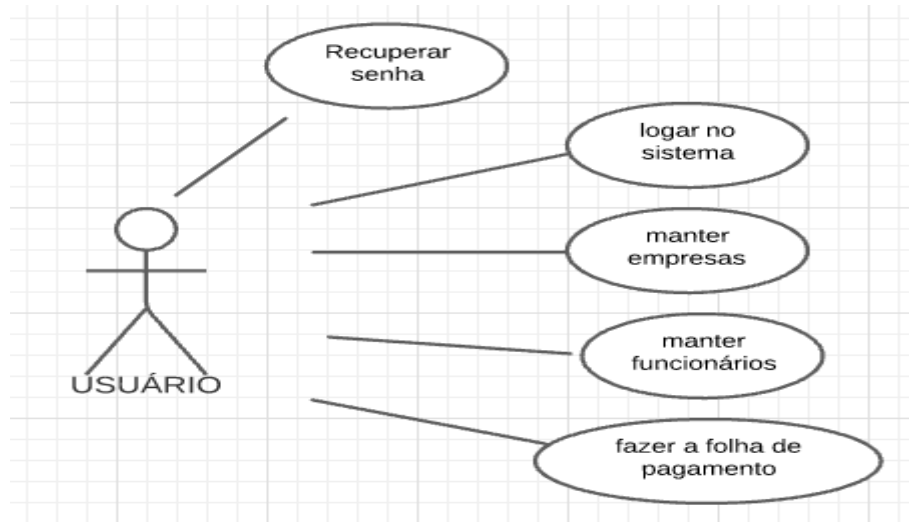 Recuperar
senha
logar no
sistema
manter
empresas
manter
funcionários
USUÁRIO
fazer a folha de
pagamento